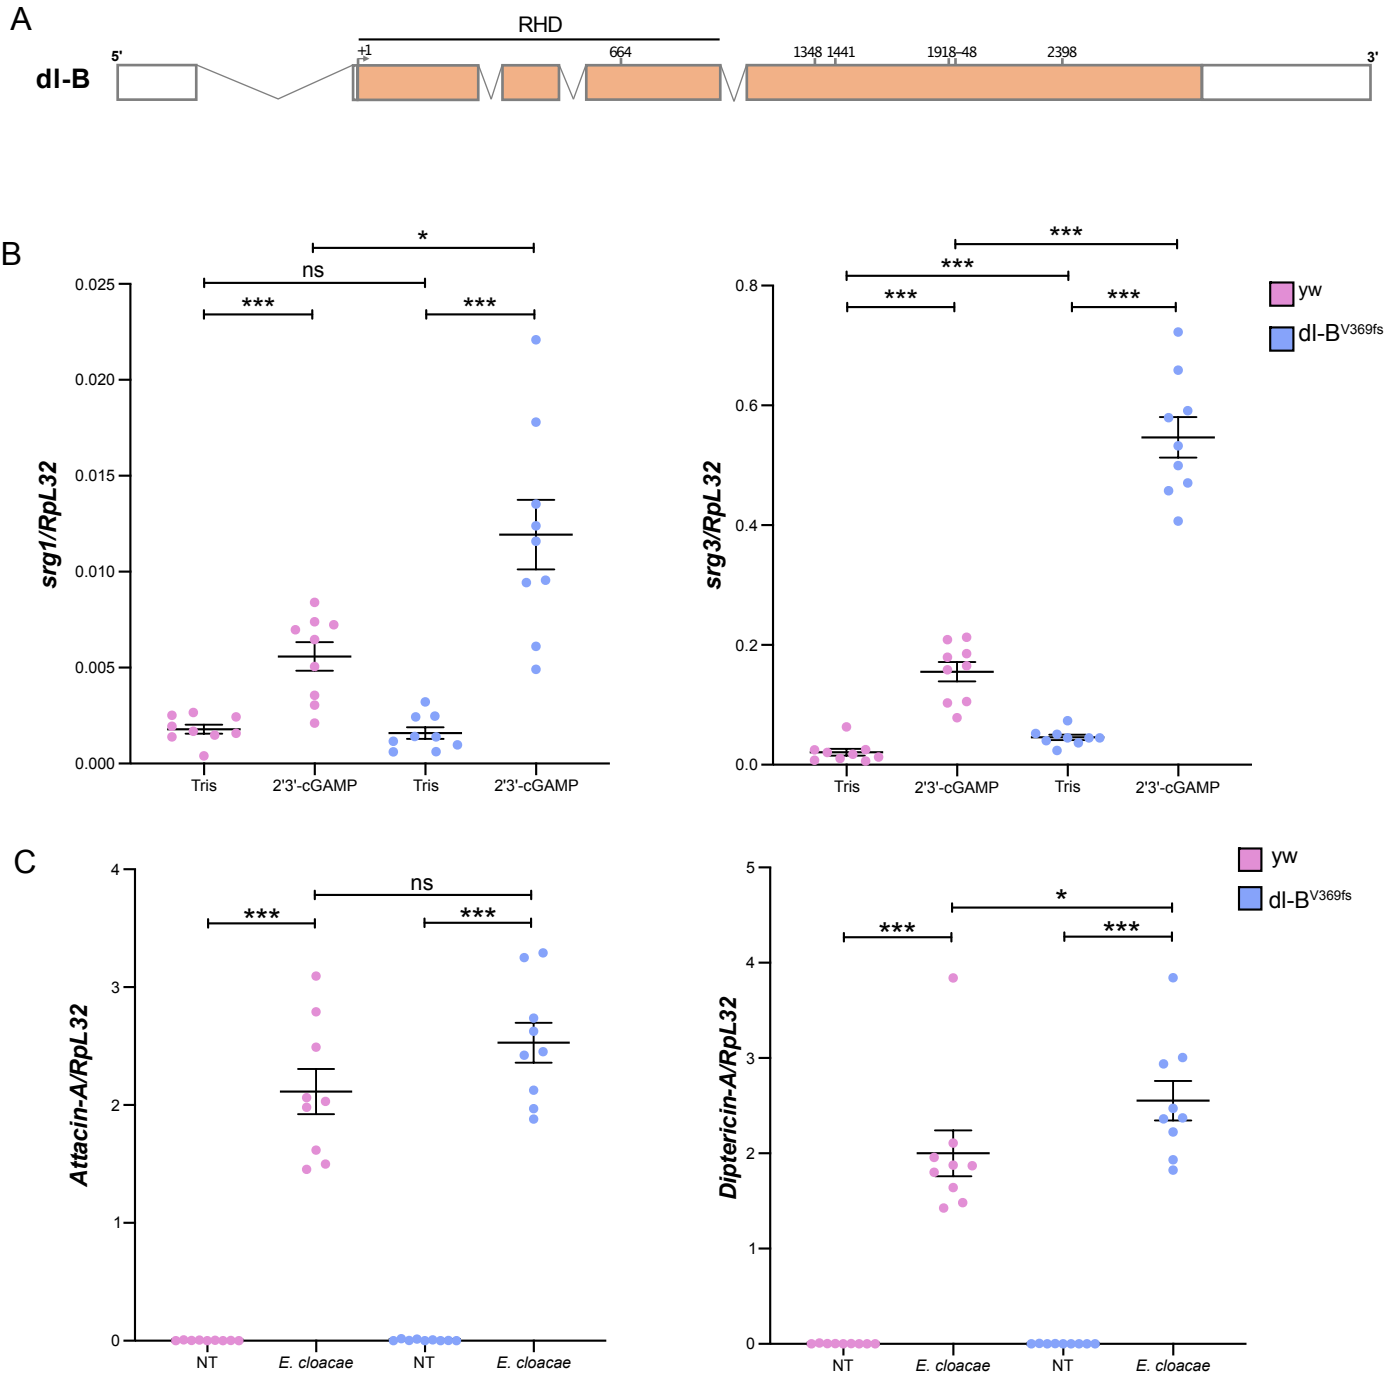 A
RHD
5'
+1
664
1348 1441
1918-48
2398
3'
dl-B
B
*
ns
***
***
0.025
0.020
0.015
0.010
0.005
0.000
srg1/RpL32
Tris
2'3'-cGAMP
Tris
2'3'-cGAMP
***
***
***
***
0.8
0.6
0.4
0.2
0.0
srg3/RpL32
Tris
2'3'-cGAMP
Tris
2'3'-cGAMP
yw
dl-BV369fs
C
ns
***
***
4
3
2
1
0
Attacin-A/RpL32
NT
E. cloacae
NT
E. cloacae
*
***
***
5
4
3
2
1
0
Diptericin-A/RpL32
NT
E. cloacae
NT
E. cloacae
yw
dl-BV369fs